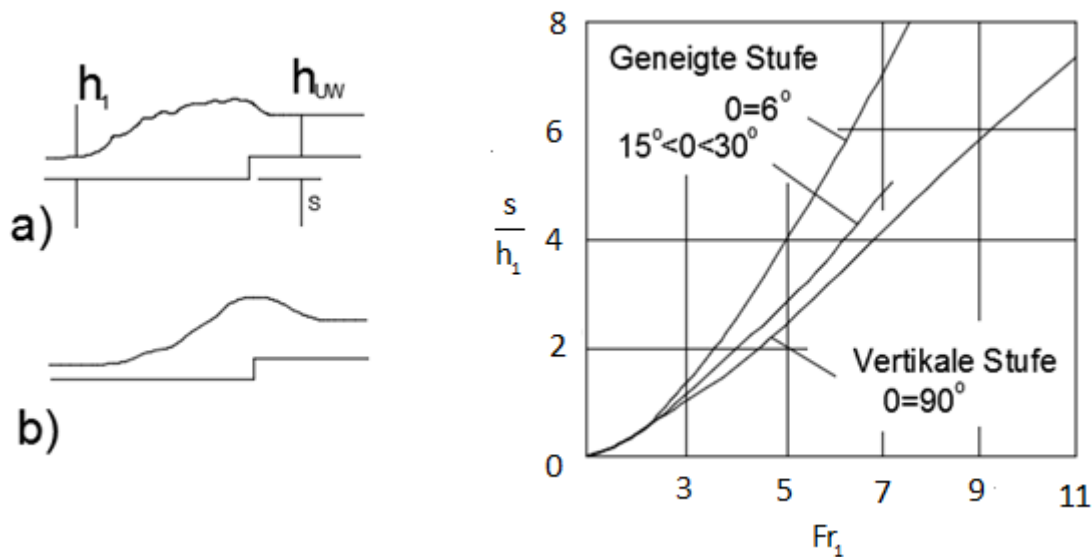 h₁
h_UW
s
a)
b)
8
6
4
2
0
s
h₁
Geneigte Stufe
0=6°
15°<0<30°
Vertikale Stufe
0=90°
3 5 7 9 11
Fr₁